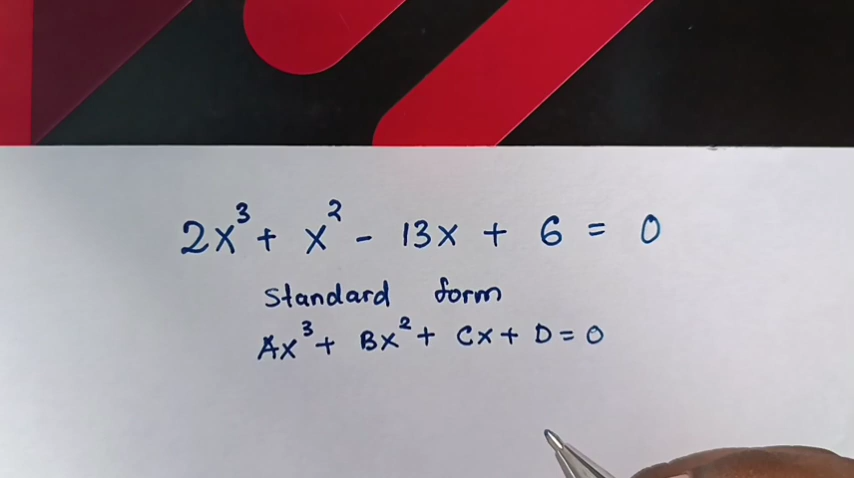 2x³ + x² - 13x + 6 = 0
Standard form
Ax³ + Bx² + Cx + D = 0